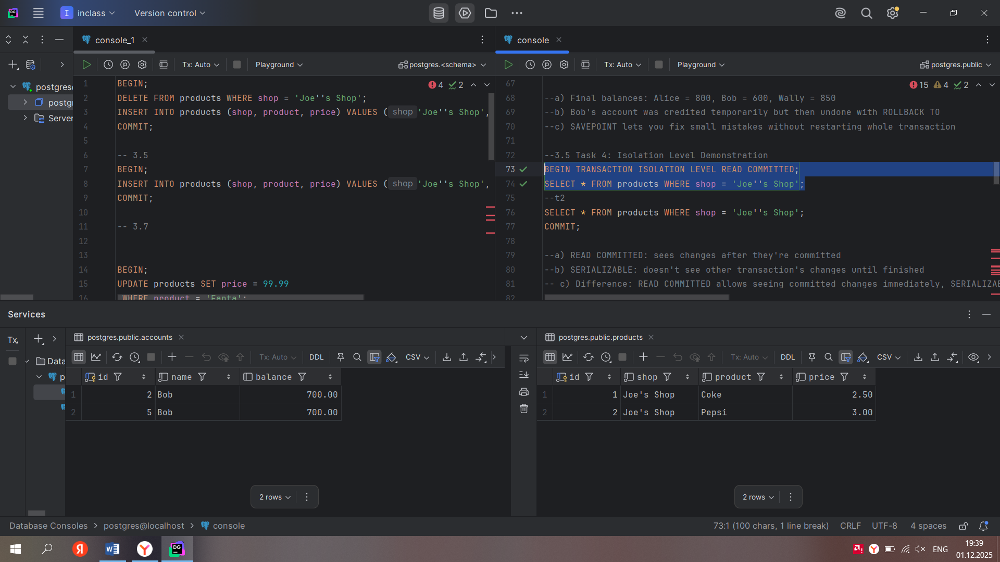 DG
I inclass
Version control
console_1
console
Tx: Auto
Playground
postgres.<schema>
Tx: Auto
Playground
postgres.public
postgres
postgr
Server
4 2
1 BEGIN;
2 DELETE FROM products WHERE shop = 'Joe''s Shop';
3 INSERT INTO products (shop, product, price) VALUES ( shop 'Joe''s Shop',
4 COMMIT;
5
6 -- 3.5
7 BEGIN;
8 INSERT INTO products (shop, product, price) VALUES ( shop 'Joe''s Shop',
9 COMMIT;
10
11 -- 3.7
12
13
14 BEGIN;
15 UPDATE products SET price = 99.99
16 WHERE product = 'Fanta';
15 4 2
67
68 --a) Final balances: Alice = 800, Bob = 600, Wally = 850
69 --b) Bob's account was credited temporarily but then undone with ROLLBACK TO
70 --c) SAVEPOINT lets you fix small mistakes without restarting whole transaction
71
72 --3.5 Task 4: Isolation Level Demonstration
73 BEGIN TRANSACTION ISOLATION LEVEL READ COMMITTED;
74 SELECT * FROM products WHERE shop = 'Joe''s Shop';
75 --t2
76 SELECT * FROM products WHERE shop = 'Joe''s Shop';
77 COMMIT;
78
79 --a) READ COMMITTED: sees changes after they're committed
80 --b) SERIALIZABLE: doesn't see other transaction's changes until finished
81 -- c) Difference: READ COMMITTED allows seeing committed changes immediately, SERIALIZAB
82
Services
Tx
Data
p
postgres.public.accounts
Tx: Auto
DDL
CSV
id name balance
1 2 Bob 700.00
2 5 Bob 700.00
2 rows
postgres.public.products
Tx: Auto
DDL
CSV
id shop product price
1 1 Joe's Shop Coke 2.50
2 2 Joe's Shop Pepsi 3.00
2 rows
Database Consoles > postgres@localhost > console
73:1 (100 chars, 1 line break) CRLF UTF-8 4 spaces
ENG
19:39
01.12.2025